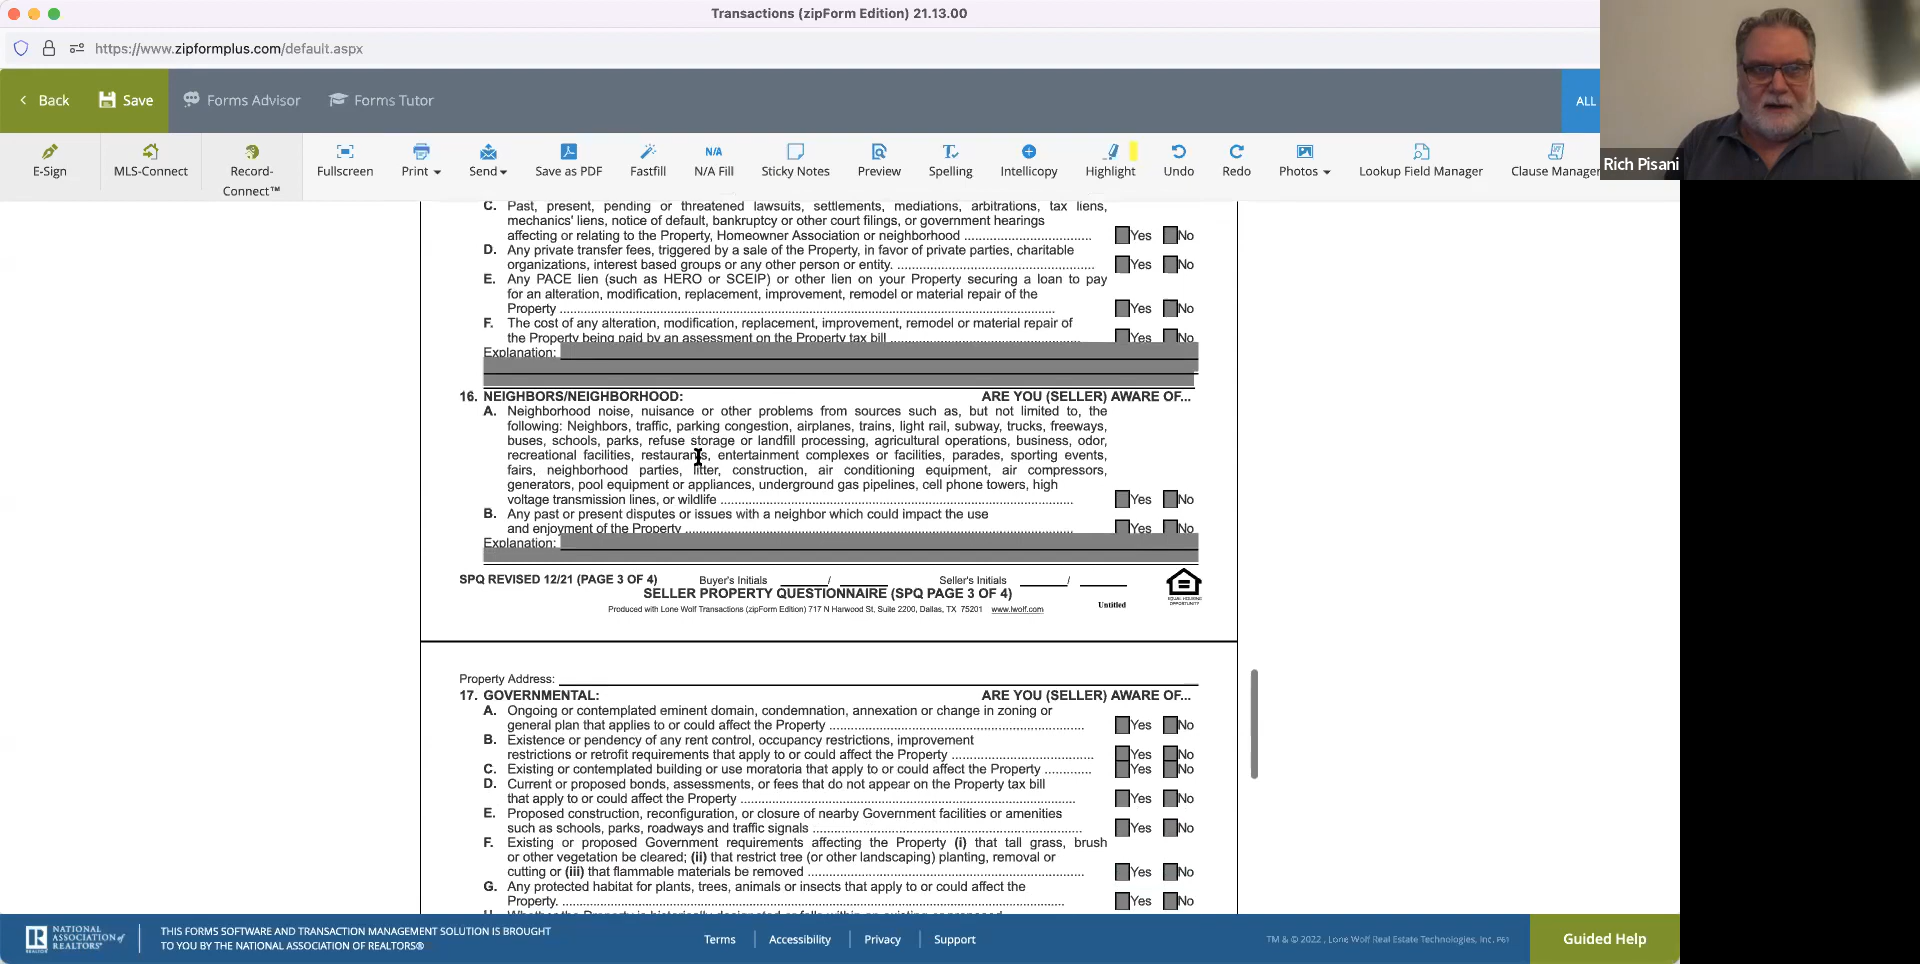 Transactions (zipForm Edition) 21.13.00
https://www.zipformplus.com/default.aspx
Back
Save
Forms Advisor
Forms Tutor
ALL
E-Sign
MLS-Connect
Record-
Connect™
Fullscreen
Print
Send
Save as PDF
Fastfill
N/A
N/A Fill
Sticky Notes
Preview
Spelling
Intellicopy
Highlight
Undo
Redo
Photos
Lookup Field Manager
Clause Manager
Rich Pisani
C. Past, present, pending or threatened lawsuits, settlements, mediations, arbitrations, tax liens,
mechanics' liens, notice of default, bankruptcy or other court filings, or government hearings
affecting or relating to the Property, Homeowner Association or neighborhood Yes No
D. Any private transfer fees, triggered by a sale of the Property, in favor of private parties, charitable
organizations, interest based groups or any other person or entity. Yes No
E. Any PACE lien (such as HERO or SCEIP) or other lien on your Property securing a loan to pay
for an alteration, modification, replacement, improvement, remodel or material repair of the
Property Yes No
F. The cost of any alteration, modification, replacement, improvement, remodel or material repair of
the Property being paid by an assessment on the Property tax bill Yes No
Explanation:
16. NEIGHBORS/NEIGHBORHOOD: ARE YOU (SELLER) AWARE OF...
A. Neighborhood noise, nuisance or other problems from sources such as, but not limited to, the
following: Neighbors, traffic, parking congestion, airplanes, trains, light rail, subway, trucks, freeways,
buses, schools, parks, refuse storage or landfill processing, agricultural operations, business, odor,
recreational facilities, restaurants, entertainment complexes or facilities, parades, sporting events,
fairs, neighborhood parties, litter, construction, air conditioning equipment, air compressors,
generators, pool equipment or appliances, underground gas pipelines, cell phone towers, high
voltage transmission lines, or wildlife Yes No
B. Any past or present disputes or issues with a neighbor which could impact the use
and enjoyment of the Property Yes No
Explanation:
SPQ REVISED 12/21 (PAGE 3 OF 4) Buyer's Initials / Seller's Initials /
SELLER PROPERTY QUESTIONNAIRE (SPQ PAGE 3 OF 4)
EQUAL HOUSING
OPPORTUNITY
Produced with Lone Wolf Transactions (zipForm Edition) 717 N Harwood St, Suite 2200, Dallas, TX 75201 www.lwolf.com Untitled
Property Address:
17. GOVERNMENTAL: ARE YOU (SELLER) AWARE OF...
A. Ongoing or contemplated eminent domain, condemnation, annexation or change in zoning or
general plan that applies to or could affect the Property Yes No
B. Existence or pendency of any rent control, occupancy restrictions, improvement
restrictions or retrofit requirements that apply to or could affect the Property Yes No
C. Existing or contemplated building or use moratoria that apply to or could affect the Property Yes No
D. Current or proposed bonds, assessments, or fees that do not appear on the Property tax bill
that apply to or could affect the Property Yes No
E. Proposed construction, reconfiguration, or closure of nearby Government facilities or amenities
such as schools, parks, roadways and traffic signals Yes No
F. Existing or proposed Government requirements affecting the Property (i) that tall grass, brush
or other vegetation be cleared; (ii) that restrict tree (or other landscaping) planting, removal or
cutting or (iii) that flammable materials be removed Yes No
G. Any protected habitat for plants, trees, animals or insects that apply to or could affect the
Property. Yes No
NATIONAL
ASSOCIATION of
REALTORS®
THIS FORMS SOFTWARE AND TRANSACTION MANAGEMENT SOLUTION IS BROUGHT
TO YOU BY THE NATIONAL ASSOCIATION OF REALTORS®
Terms
Accessibility
Privacy
Support
TM & © 2022, Lone Wolf Real Estate Technologies, Inc. P61
Guided Help